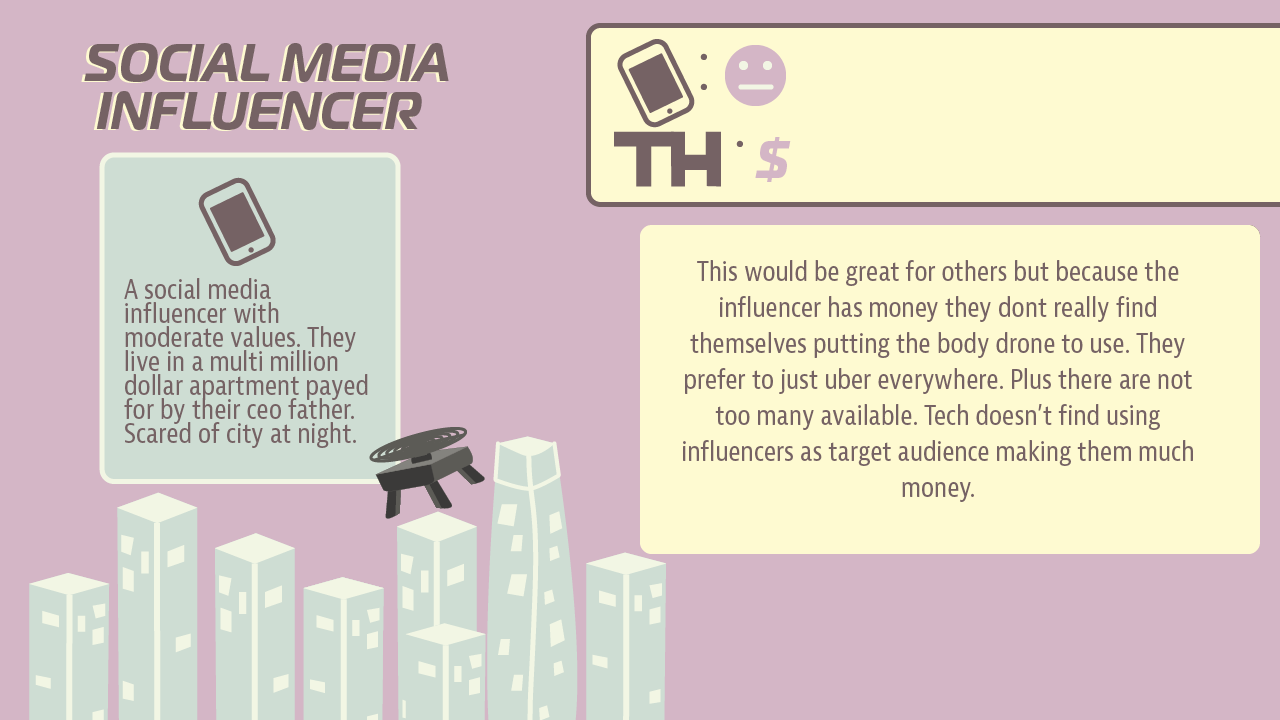 SOCIAL MEDIA
INFLUENCER
A social media
influencer with
moderate values. They
live in a multi million
dollar apartment payed
for by their ceo father.
Scared of city at night.
:
TH : $
This would be great for others but because the
influencer has money they dont really find
themselves putting the body drone to use. They
prefer to just uber everywhere. Plus there are not
too many available. Tech doesn’t find using
influencers as target audience making them much
money.